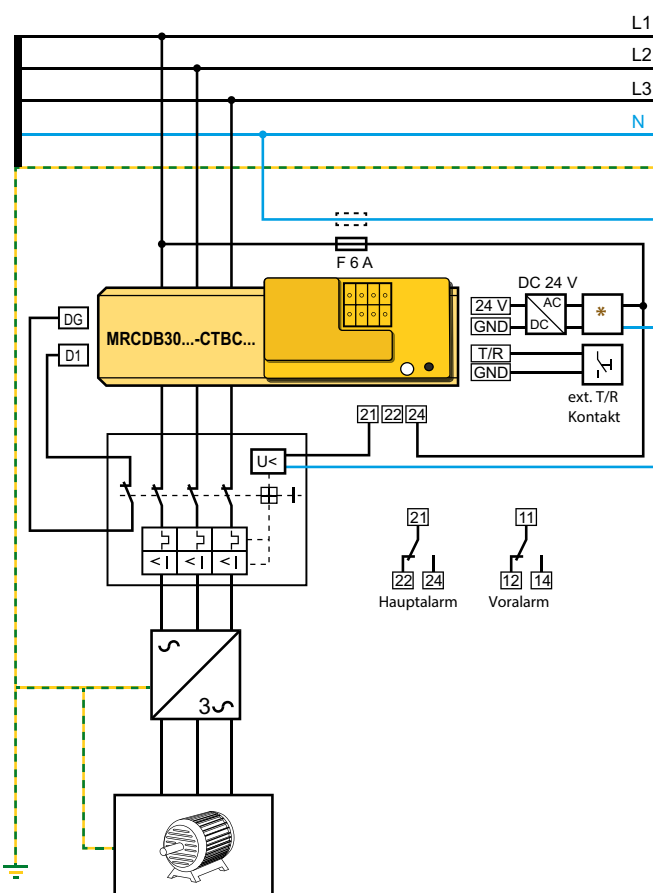 L1
L2
L3
N
F 6 A
DG
D1
MRCDB30...-CTBC...
DC 24 V
24 V
GND
AC
DC
*
T/R
GND
ext. T/R
Kontakt
21 22 24
U<
< I < I < I
21
22 24
Hauptalarm
11
12 14
Voralarm
3